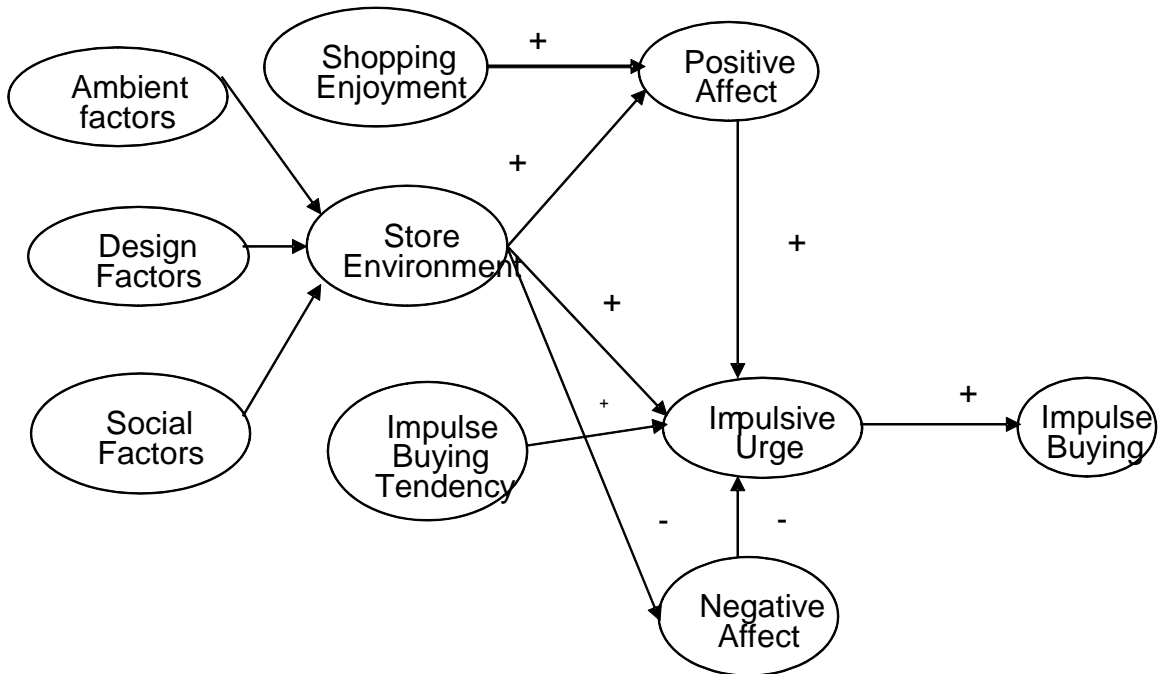 Shopping
Enjoyment
+
Positive
Affect
Ambient
factors
+
Design
Factors
Store
Environment
+
+
Social
Factors
Impulse
Buying
Tendency
+
Impulsive
Urge
+
Impulse
Buying
-
-
Negative
Affect